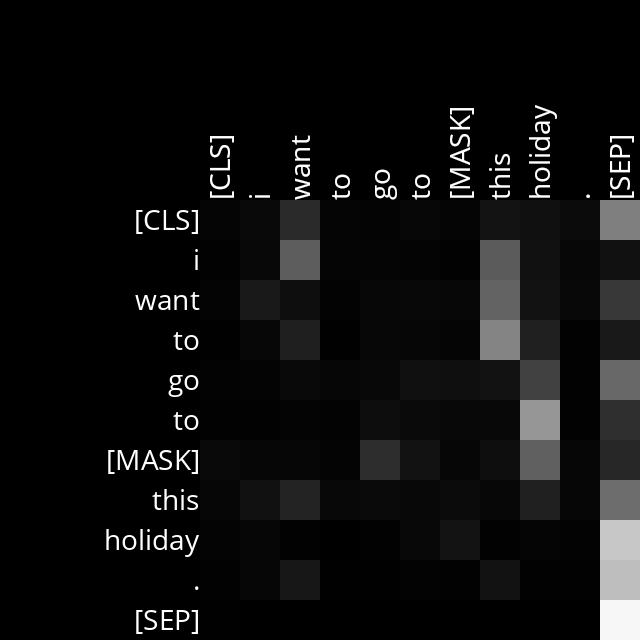 [CLS] i want to go to [MASK] this holiday . [SEP]
[CLS]
i
want
to
go
to
[MASK]
this
holiday
.
[SEP]